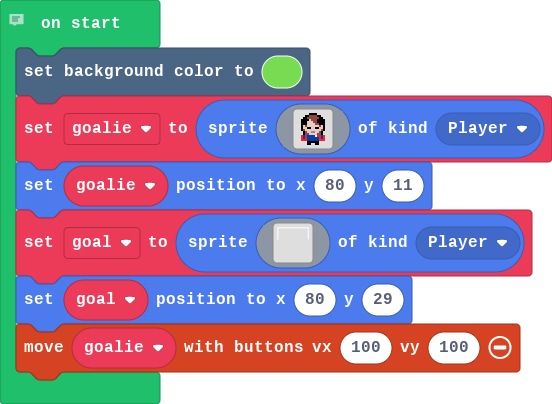 on start
set background color to
set goalie to sprite of kind Player
set goalie position to x 80 y 11
set goal to sprite of kind Player
set goal position to x 80 y 29
move goalie with buttons vx 100 vy 100